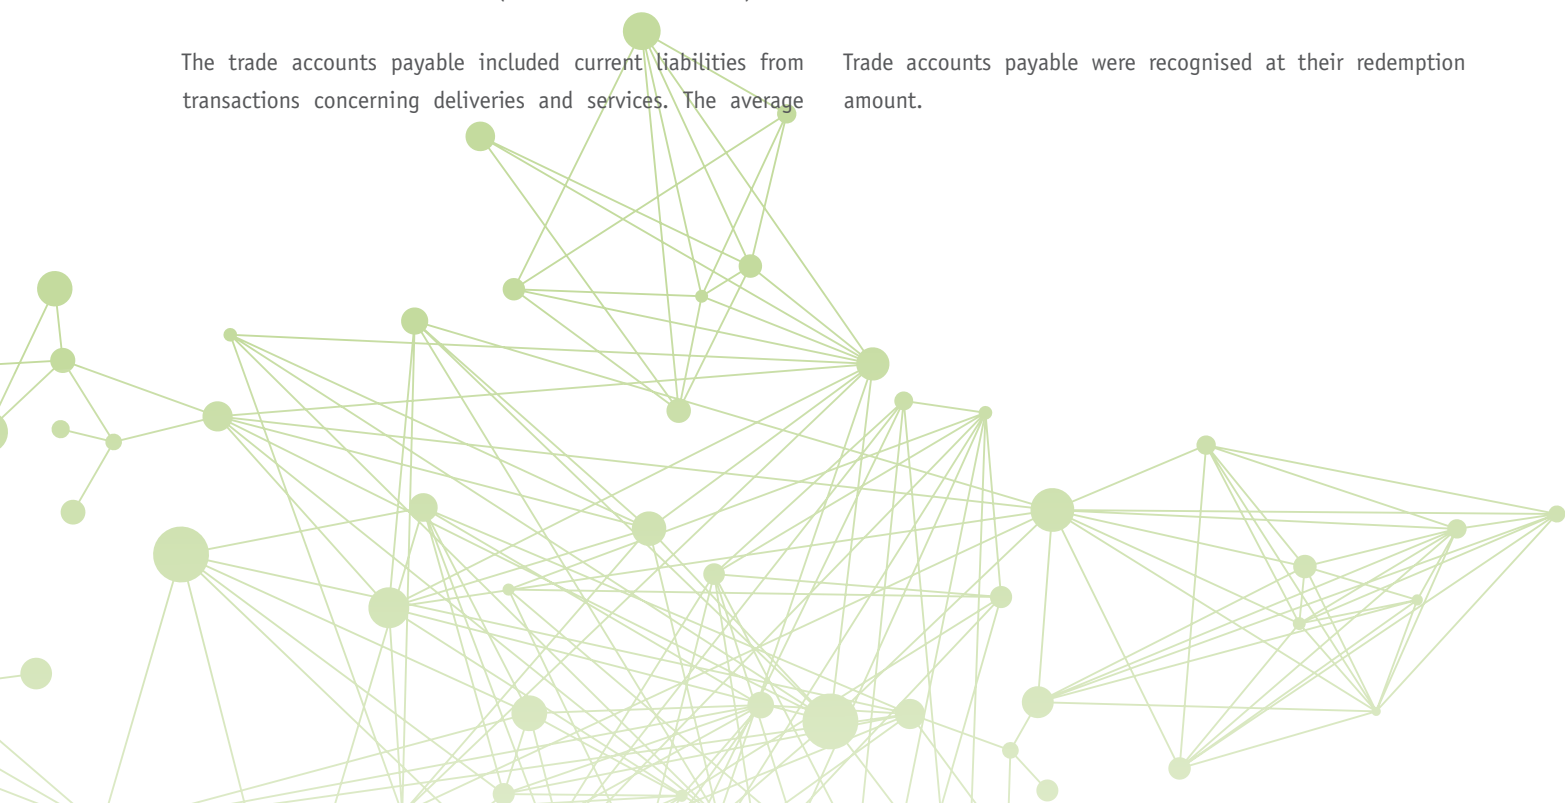 The trade accounts payable included current liabilities from
transactions concerning deliveries and services. The average
Trade accounts payable were recognised at their redemption
amount.